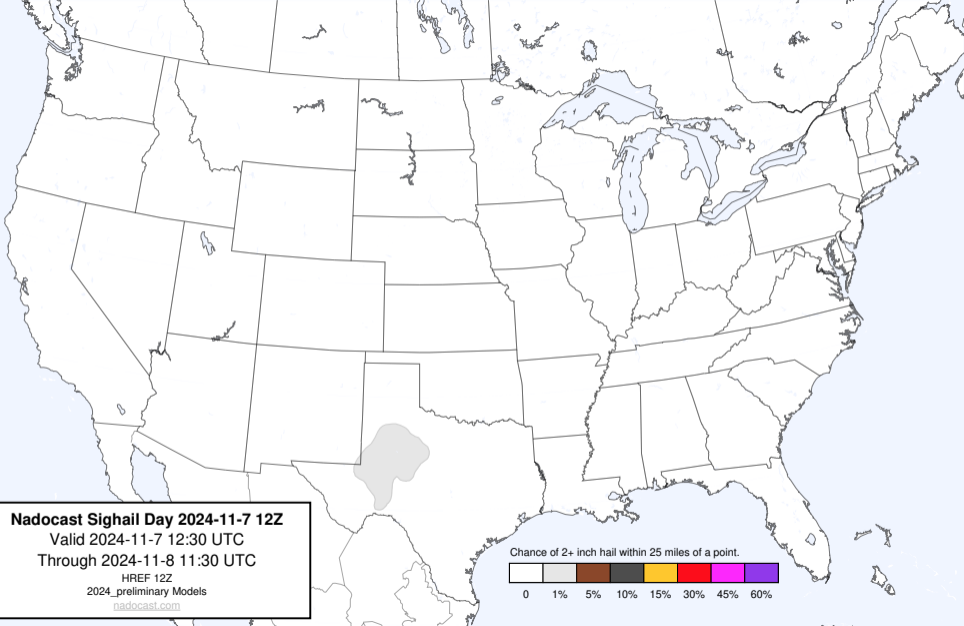 Nadocast Sighail Day 2024-11-7 12Z
Valid 2024-11-7 12:30 UTC
Through 2024-11-8 11:30 UTC
HREF 12Z
2024_preliminary Models
nadocast.com
Chance of 2+ inch hail within 25 miles of a point.
0 1% 5% 10% 15% 30% 45% 60%